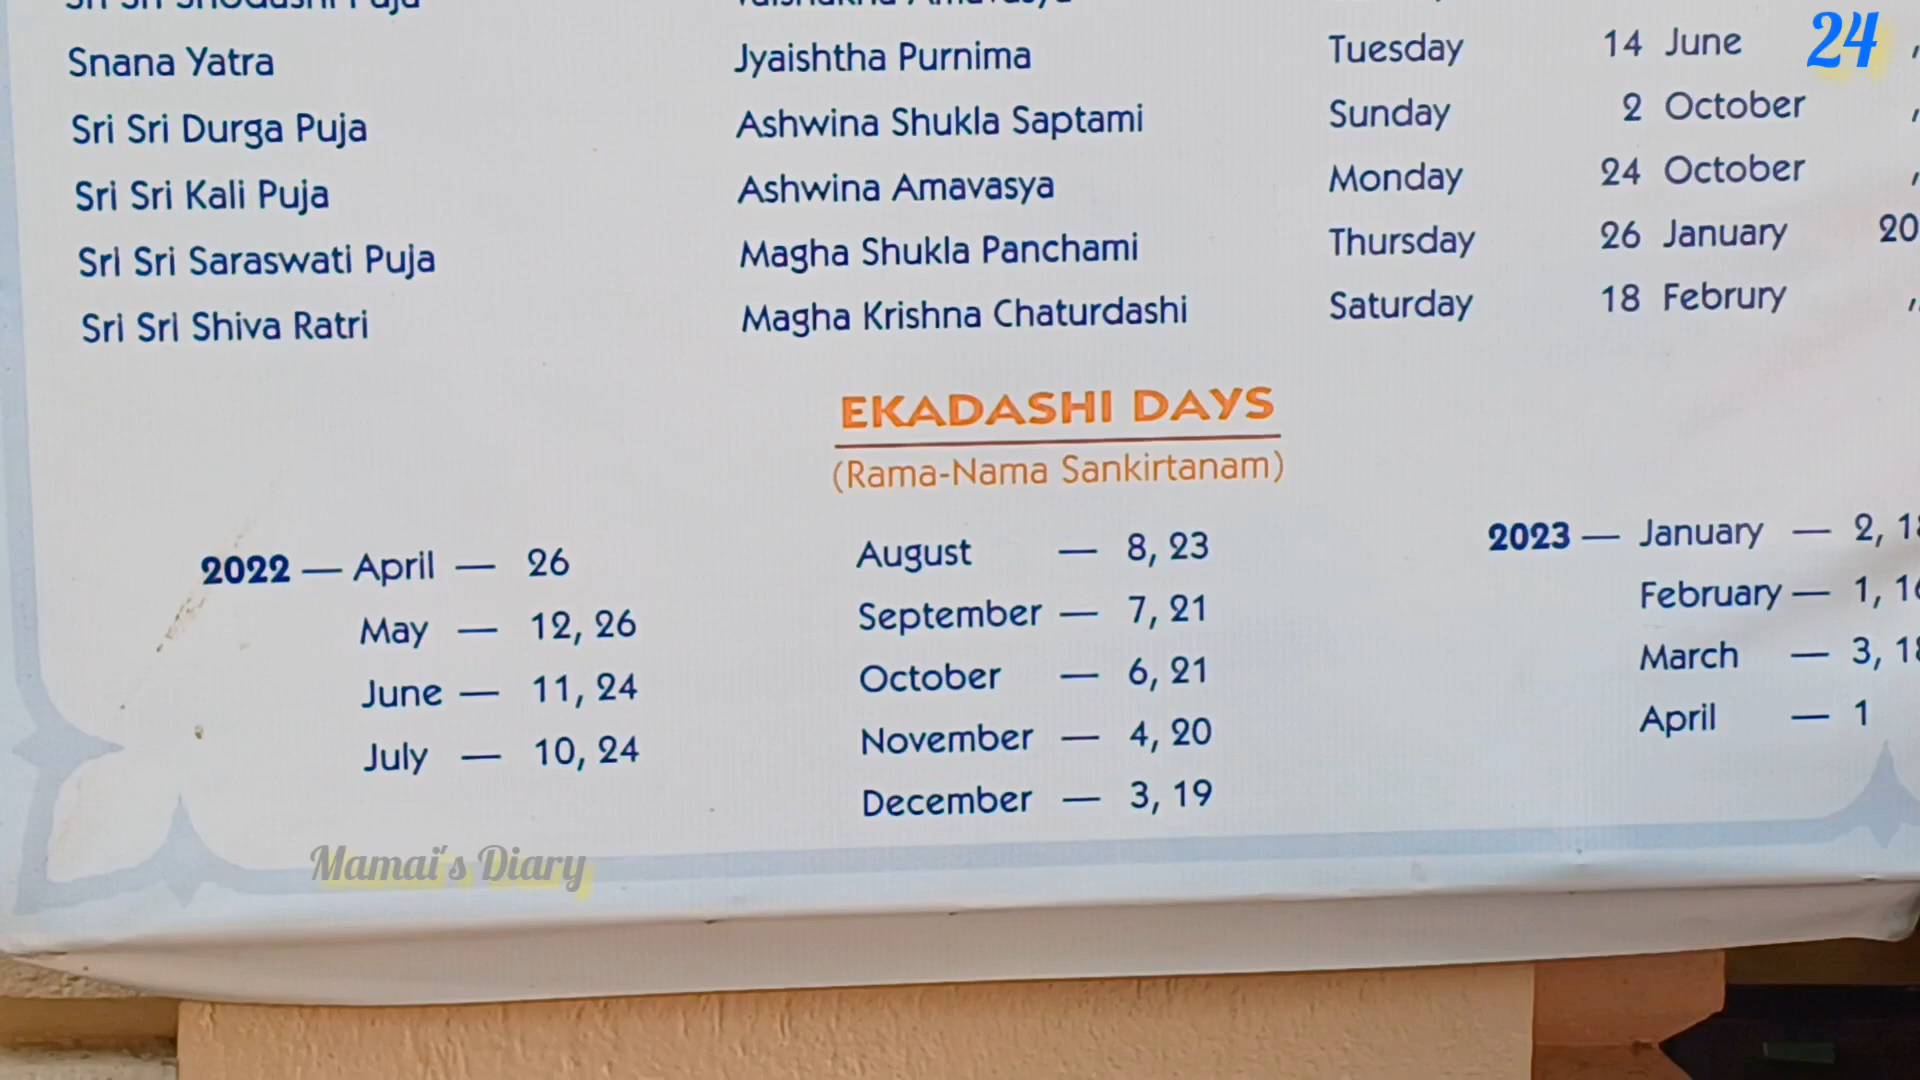 Snana Yatra Jyaishtha Purnima Tuesday 14 June
24
Sri Sri Durga Puja Ashwina Shukla Saptami Sunday 2 October
Sri Sri Kali Puja Ashwina Amavasya Monday 24 October
Sri Sri Saraswati Puja Magha Shukla Panchami Thursday 26 January 20
Sri Sri Shiva Ratri Magha Krishna Chaturdashi Saturday 18 Februry
EKADASHI DAYS
(Rama-Nama Sankirtanam)
2022 — April — 26
May — 12, 26
June — 11, 24
July — 10, 24
August — 8, 23
September — 7, 21
October — 6, 21
November — 4, 20
December — 3, 19
2023 — January — 2,
February — 1,
March — 3,
April — 1
Mamai's Diary